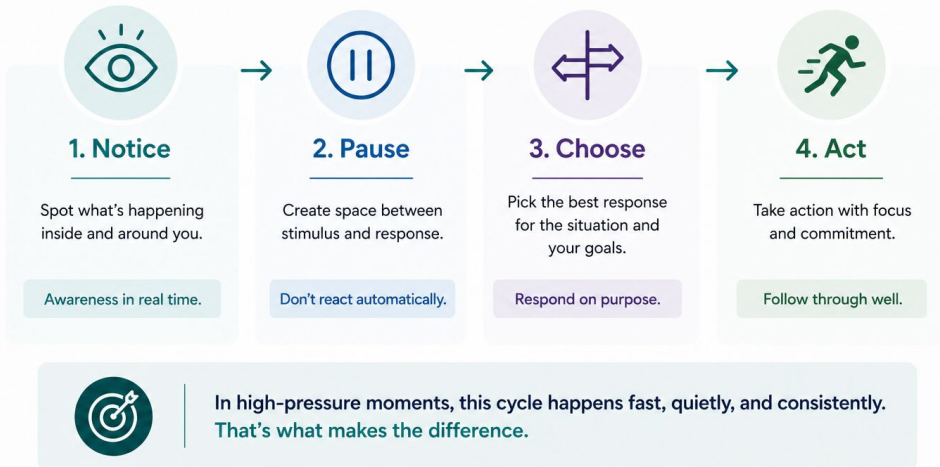 1. Notice
Spot what's happening
inside and around you.
Awareness in real time.
2. Pause
Create space between
stimulus and response.
Don't react automatically.
3. Choose
Pick the best response
for the situation and
your goals.
Respond on purpose.
4. Act
Take action with focus
and commitment.
Follow through well.
In high-pressure moments, this cycle happens fast, quietly, and consistently.
That's what makes the difference.